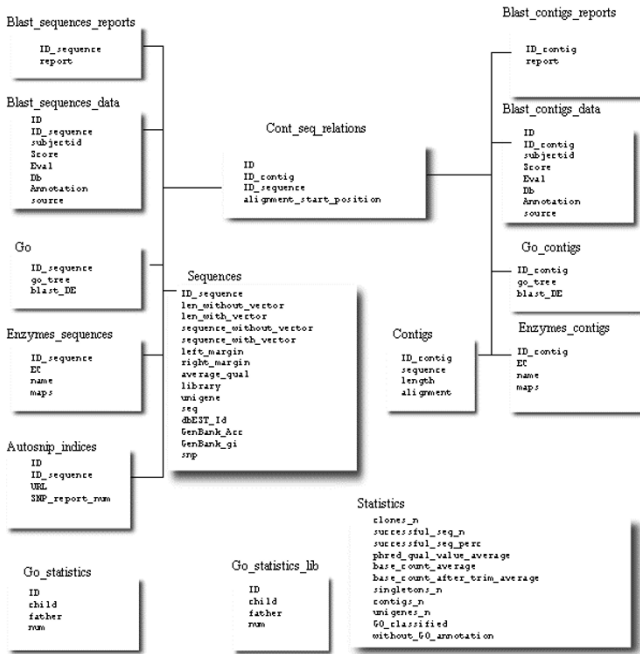 Blast_sequences_reports
ID_sequence
report
Blast_sequences_data
ID
ID_sequence
subjectid
Score
Eval
Db
Annotation
source
Go
ID_sequence
go_tree
blast_DE
Enzymes_sequences
ID_sequence
EC
name
maps
Autosnip_indices
ID
ID_sequence
URL
SNP_report_num
Cont_seq_relations
ID
ID_contig
ID_sequence
alignment_start_position
Sequences
ID_sequence
len_without_vector
len_with_vector
sequence_without_vector
sequence_with_vector
left_margin
right_margin
average_qual
library
unigene
seq
dbEST_Id
GenBank_Acc
GenBank_gi
snp
Blast_contigs_reports
ID_contig
report
Blast_contigs_data
ID
ID_contig
subjectid
Score
Eval
Db
Annotation
source
Go_contigs
ID_contig
go_tree
blast_DE
Contigs
ID_contig
sequence
length
alignment
Enzymes_contigs
ID_contig
EC
name
maps
Go_statistics
ID
child
father
num
Go_statistics_lib
ID
child
father
num
Statistics
clones_n
successful_seq_n
successful_seq_perc
phred_qual_value_average
base_count_average
base_count_after_trim_average
singletons_n
contigs_n
unigenes_n
GO_classified
without_GO_annotation